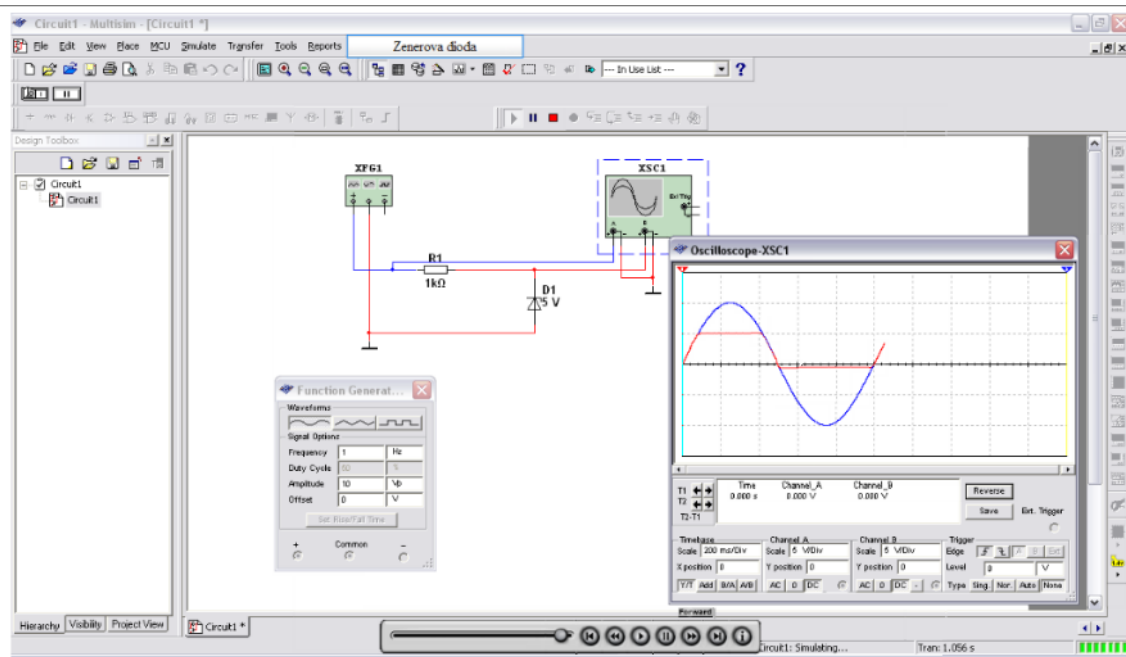 Circuit1 - Multisim - [Circuit1 *]
File Edit View Place MCU Simulate Transfer Tools Reports
Zenerova dioda
--- In Use List ---
?
Design Toolbox
Circuit1
Circuit1
XFG1
XSC1
Ext Trig
A B
R1
1kΩ
D1
5 V
Oscilloscope-XSC1
Function Generat...
Waveforms
Signal Options
Frequency 1 Hz
Duty Cycle 50 %
Amplitude 10 Vp
Offset 0 V
Set Rise/Fall Time
+ Common -
Time Channel_A Channel_B
T1 0.000 s 0.000 V 0.000 V
T2
T2-T1
Reverse
Save
Ext. Trigger
Timebase
Scale 200 ms/Div
X position 0
Y/T Add B/A A/B
Channel A
Scale 5 V/Div
Y position 0
AC 0 DC
Channel B
Scale 5 V/Div
Y position 0
AC 0 DC -
Trigger
Edge A B Ext
Level 0 V
Type Sing. Nor. Auto None
Forward
Hierarchy Visibility Project View
Circuit1 *
Circuit1: Simulating...
Tran: 1.056 s